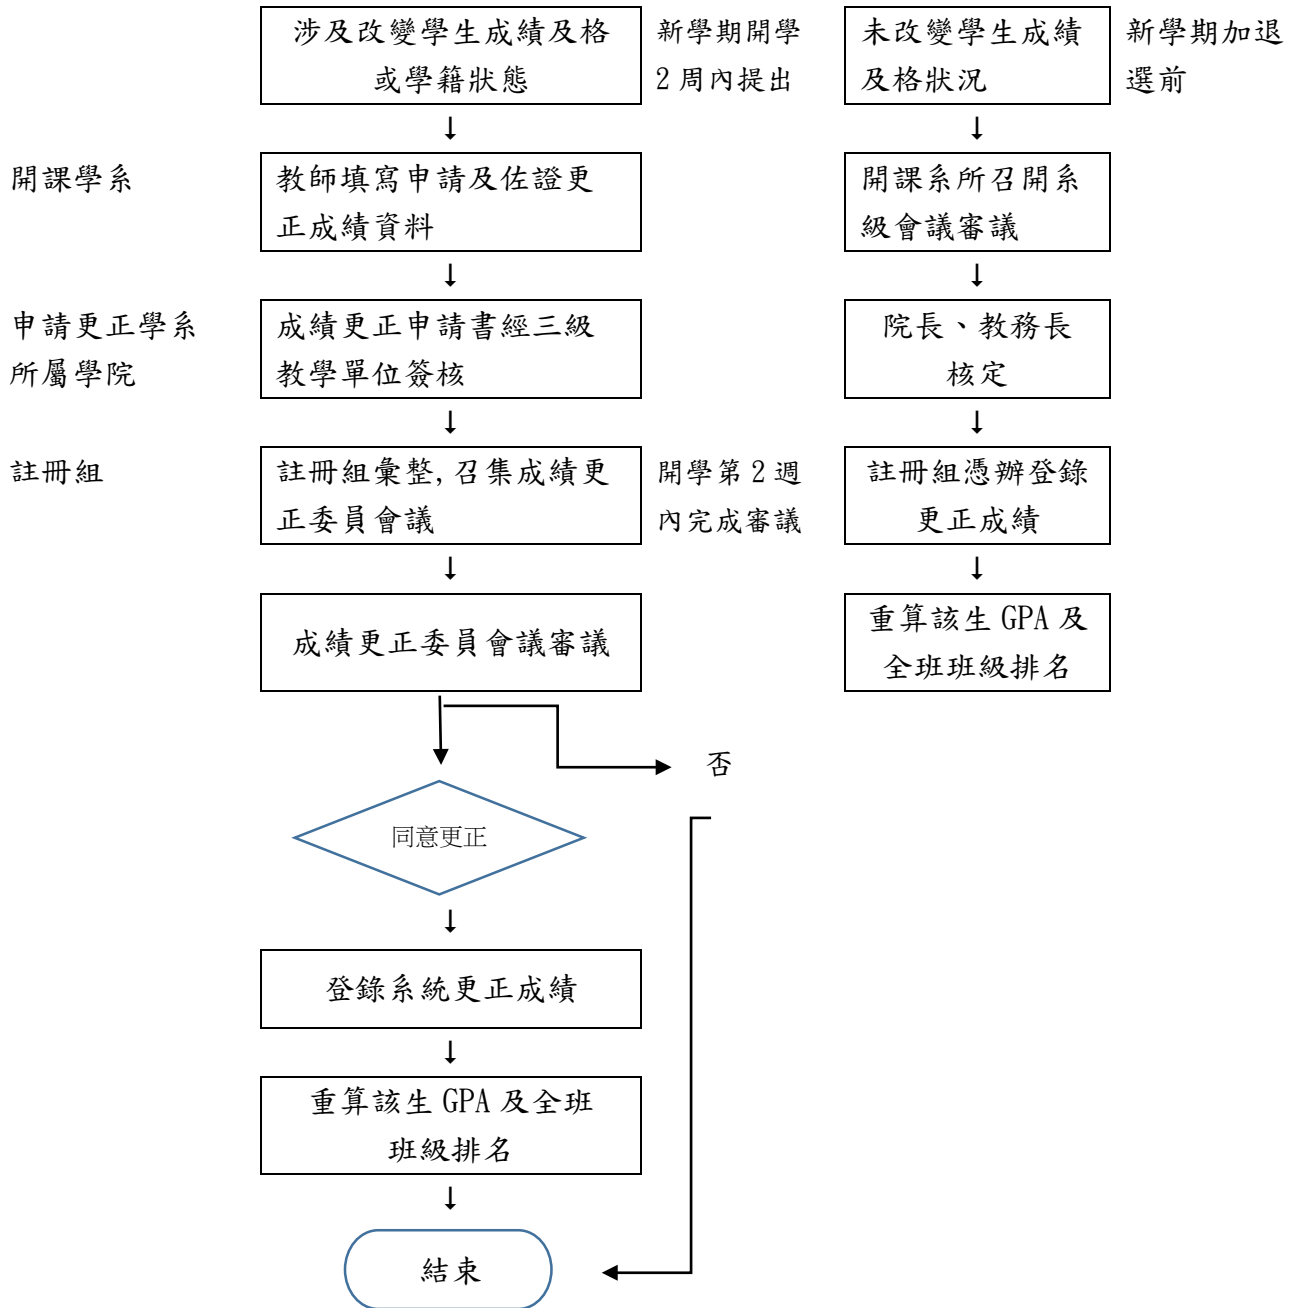 涉及改變學生成績及格
或學籍狀態
新學期開學
2周內提出
未改變學生成績
及格狀況
新學期加退
選前
↓
↓
開課學系
教師填寫申請及佐證更
正成績資料
開課系所召開系
級會議審議
↓
↓
申請更正學系
所屬學院
成績更正申請書經三級
教學單位簽核
院長、教務長
核定
↓
↓
註冊組
註冊組彙整,召集成績更
正委員會議
開學第2週
內完成審議
註冊組憑辦登錄
更正成績
↓
↓
成績更正委員會議審議
重算該生 GPA 及
全班班級排名
否
同意更正
↓
登錄系統更正成績
↓
重算該生 GPA 及全班
班級排名
↓
結束